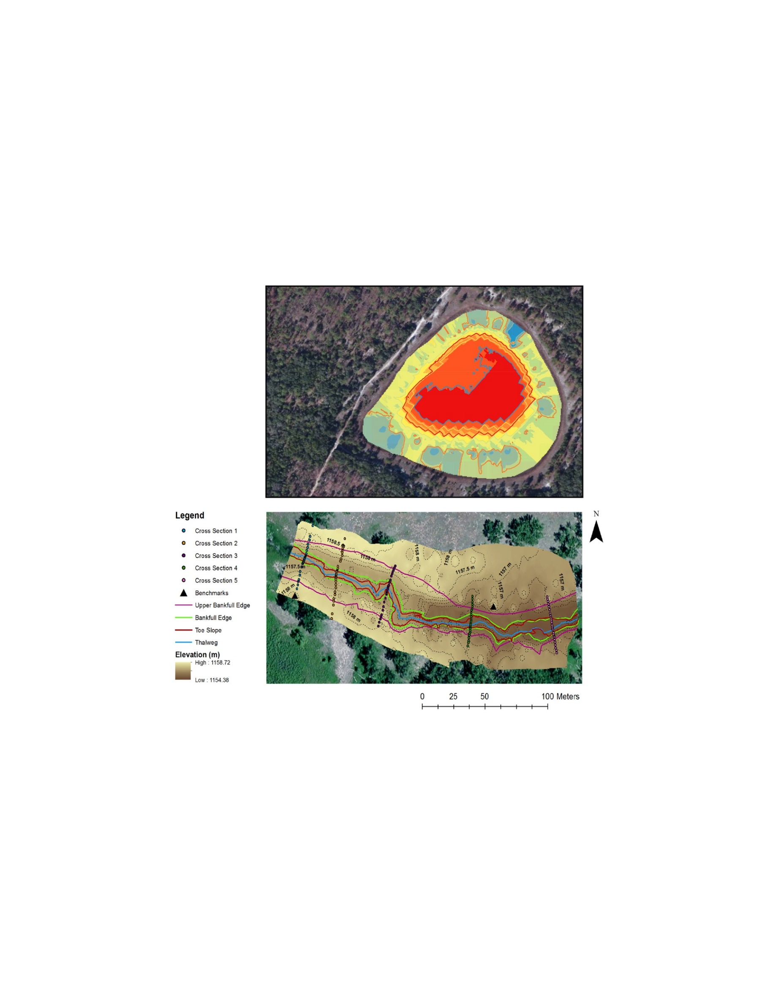 Legend
Cross Section 1
Cross Section 2
Cross Section 3
Cross Section 4
Cross Section 5
Benchmarks
Upper Bankfull Edge
Bankfull Edge
Toe Slope
Thalweg
Elevation (m)
High : 1158.72
Low : 1154.38
N
1158.5 m
1158 m
1158 m
1158 m
1157.5 m
1157 m
1157 m
1157 m
1157.5 m
1158 m
1158 m
0 25 50 100 Meters